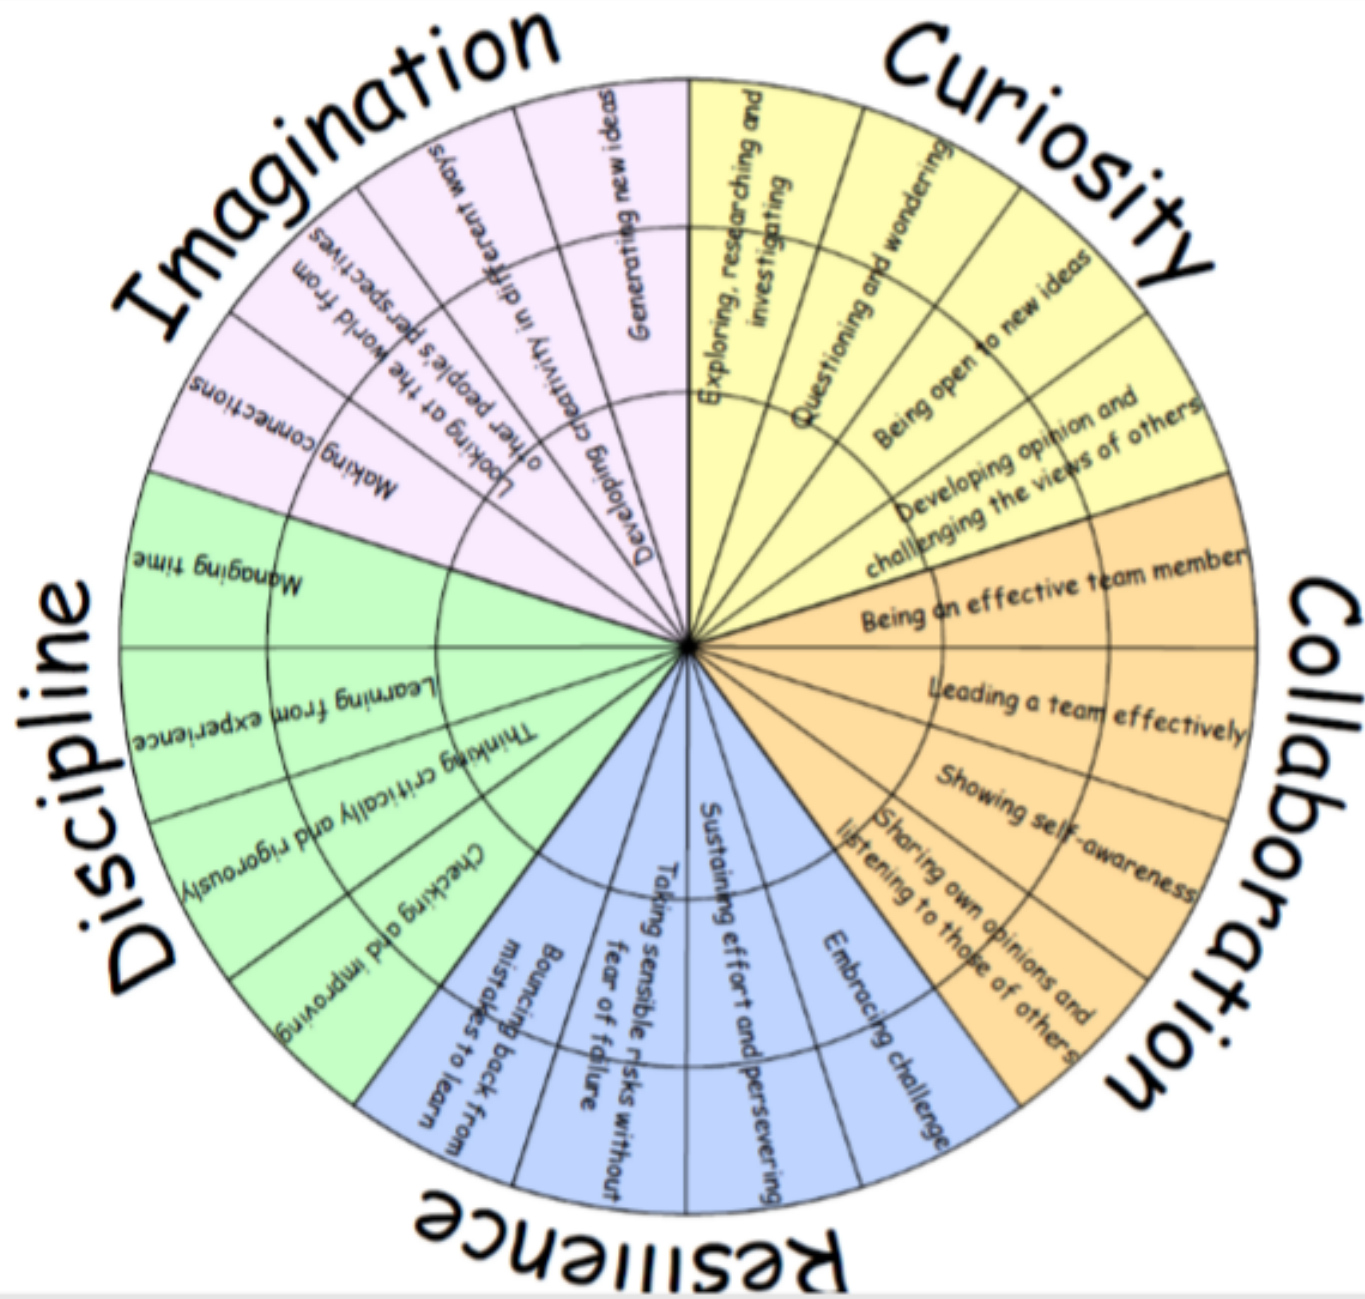 Curiosity
Exploring, researching and
investigating
Questioning and wondering
Being open to new ideas
Developing opinion and
challenging the views of others
Collaboration
Being an effective team member
Leading a team effectively
Showing self-awareness
Sharing own opinions and
listening to those of others
Resilience
Embracing challenge
Sustaining effort and persevering
Taking sensible risks without
fear of failure
Bouncing back from
mistakes to learn
Discipline
Checking and improving
Thinking critically and rigorously
Learning from experience
Managing time
Imagination
Making connections
Looking at the world from
other people's perspectives
Developing creativity in different ways
Generating new ideas